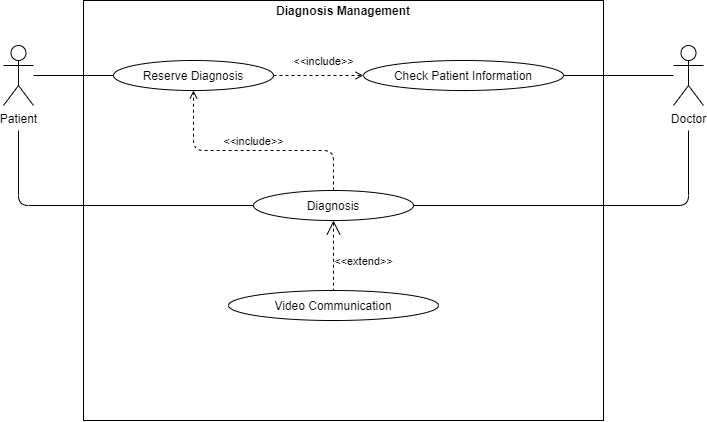 Diagnosis Management
<<include>>
Reserve Diagnosis
Check Patient Information
Patient
Doctor
<<include>>
Diagnosis
<<extend>>
Video Communication